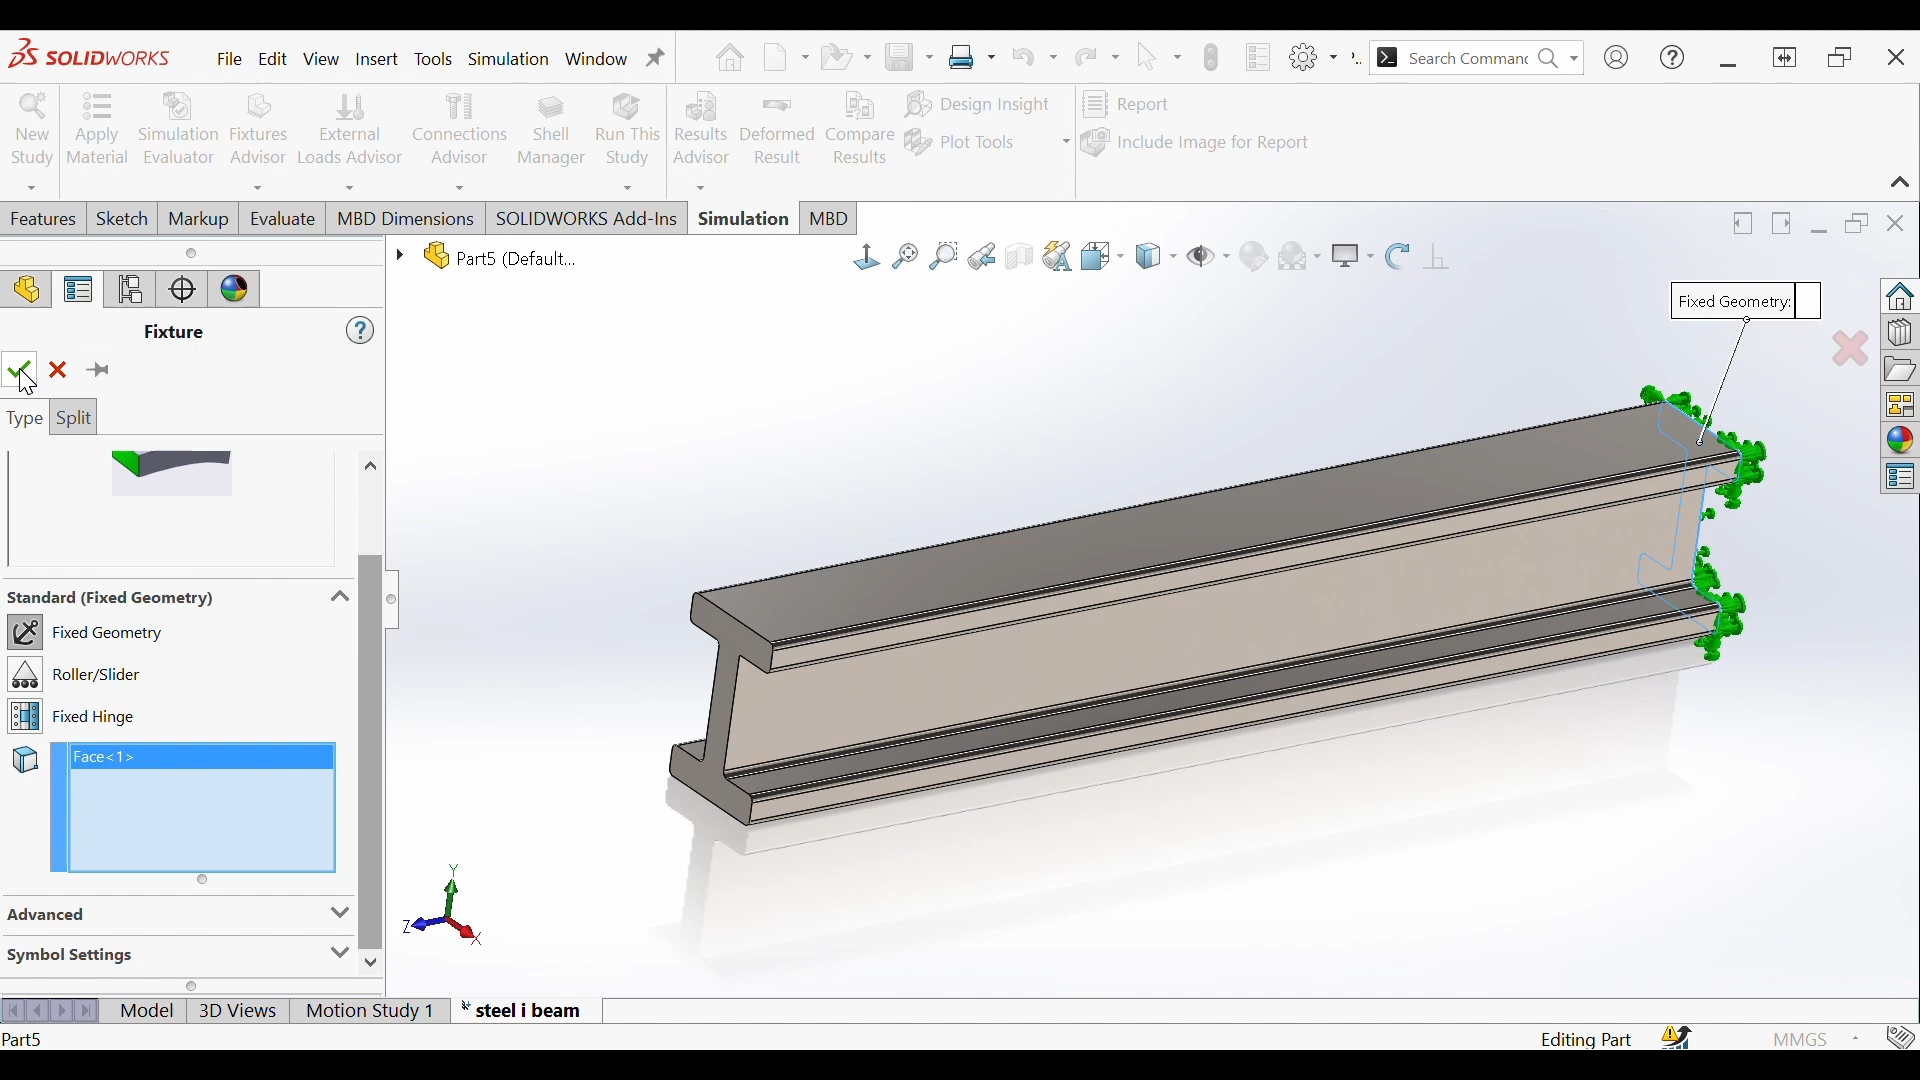 SOLIDWORKS File Edit View Insert Tools Simulation Window Search Commanc
New Study
Apply Material
Simulation Evaluator
Fixtures Advisor
External Loads Advisor
Connections Advisor
Shell Manager
Run This Study
Results Advisor
Deformed Result
Compare Results
Design Insight
Plot Tools
Report
Include Image for Report
Features Sketch Markup Evaluate MBD Dimensions SOLIDWORKS Add-Ins Simulation MBD
Part5 (Default...
Fixture
Type Split
Standard (Fixed Geometry)
Fixed Geometry
Roller/Slider
Fixed Hinge
Face<1>
Advanced
Symbol Settings
Fixed Geometry:
Y
Z
X
Model 3D Views Motion Study 1 steel i beam
Part5 Editing Part MMGS